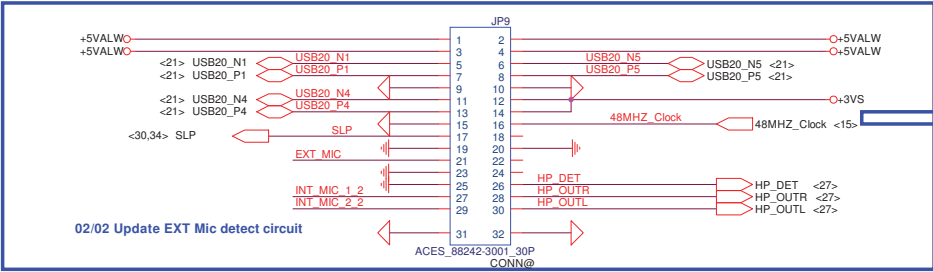 JP9
+5VALW 1 2 +5VALW
+5VALW 3 4 +5VALW
<21> USB20_N1 USB20_N1 5 6 USB20_N5 USB20_N5 <21>
<21> USB20_P1 USB20_P1 7 8 USB20_P5 USB20_P5 <21>
9 10
<21> USB20_N4 USB20_N4 11 12 +3VS
<21> USB20_P4 USB20_P4 13 14
15 16 48MHZ_Clock 48MHZ_Clock <15>
<30,34> SLP SLP 17 18
19 20
EXT_MIC 21 22
23 24
25 26 HP_DET HP_DET <27>
INT_MIC_1_2 27 28 HP_OUTR HP_OUTR <27>
INT_MIC_2_2 29 30 HP_OUTL HP_OUTL <27>
02/02 Update EXT Mic detect circuit
31 32
ACES_88242-3001_30P
CONN@